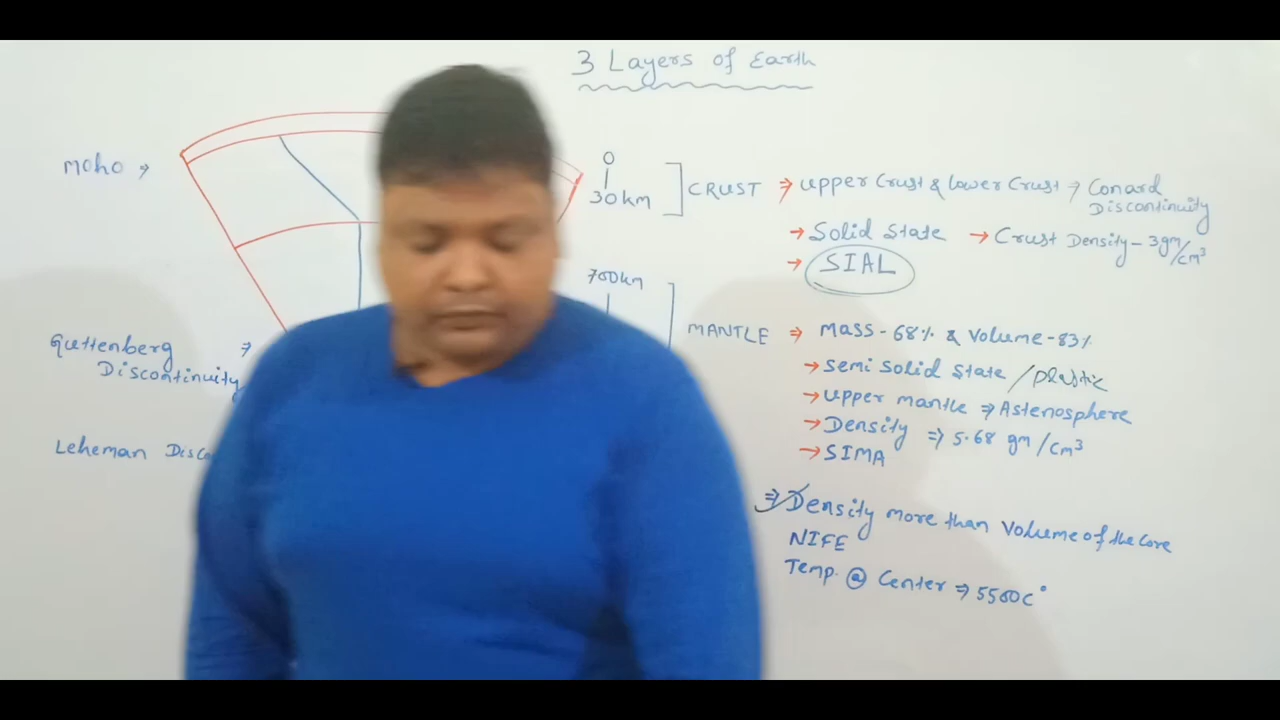 3 Layers of Earth
Moho →
0
30km
CRUST ⇒ Upper Crust & Lower Crust → Conard
Discontinuity
→ Solid State → Crust Density - 3gm/cm³
→ SIAL
700km
MANTLE ⇒ Mass - 68% & Volume - 83%
→ Semi Solid State / plastic
→ Upper mantle ⇒ Astenosphere
→ Density ⇒ 5.68 gm/cm³
→ SIMA
Guttenberg ⇒
Discontinuity
Leheman
⇒ Density more than Volume of the Core
NIFE
Temp. @ Center ⇒ 5500c°